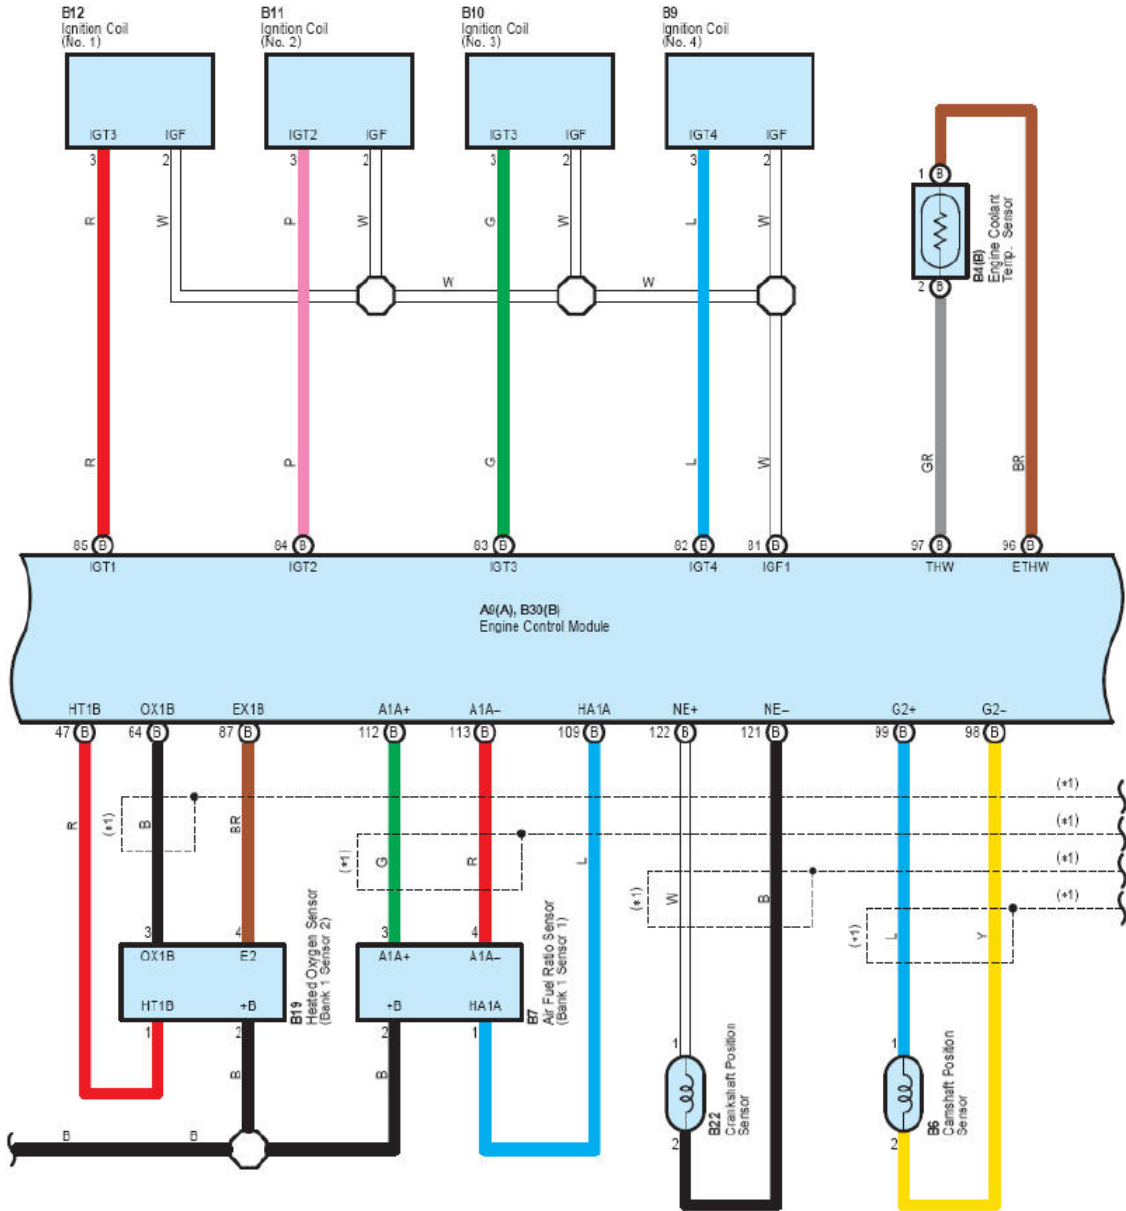 B12
Ignition Coil
(No. 1)
B11
Ignition Coil
(No. 2)
B10
Ignition Coil
(No. 3)
B9
Ignition Coil
(No. 4)
IGT3 IGF
IGT2 IGF
IGT3 IGF
IGT4 IGF
3 2
3 2
3 2
3 2
1 B
B4(B)
Engine Coolant
Temp. Sensor
2 B
R W P W G W L W
W W
R P G L W GR BR
85 B 84 B 83 B 82 B 81 B 97 B 96 B
IGT1 IGT2 IGT3 IGT4 IGF1 THW ETHW
A9(A), B30(B)
Engine Control Module
HT1B OX1B EX1B A1A+ A1A– HA1A NE+ NE– G2+ G2–
47 B 64 B 87 B 112 B 113 B 109 B 122 B 121 B 99 B 98 B
(*1)
(*1)
(*1)
(*1)
R (*1) B BR
(*1) G R L
(*1) W B
(*1) L Y
3 4
OX1B E2
HT1B +B
1 2
B19
Heated Oxygen Sensor
(Bank 1 Sensor 2)
3 4
A1A+ A1A–
+B HA1A
2 1
B7
Air Fuel Ratio Sensor
(Bank 1 Sensor 1)
1
B22
Crankshaft Position
Sensor
2
1
B6
Camshaft Position
Sensor
2
B B
B B